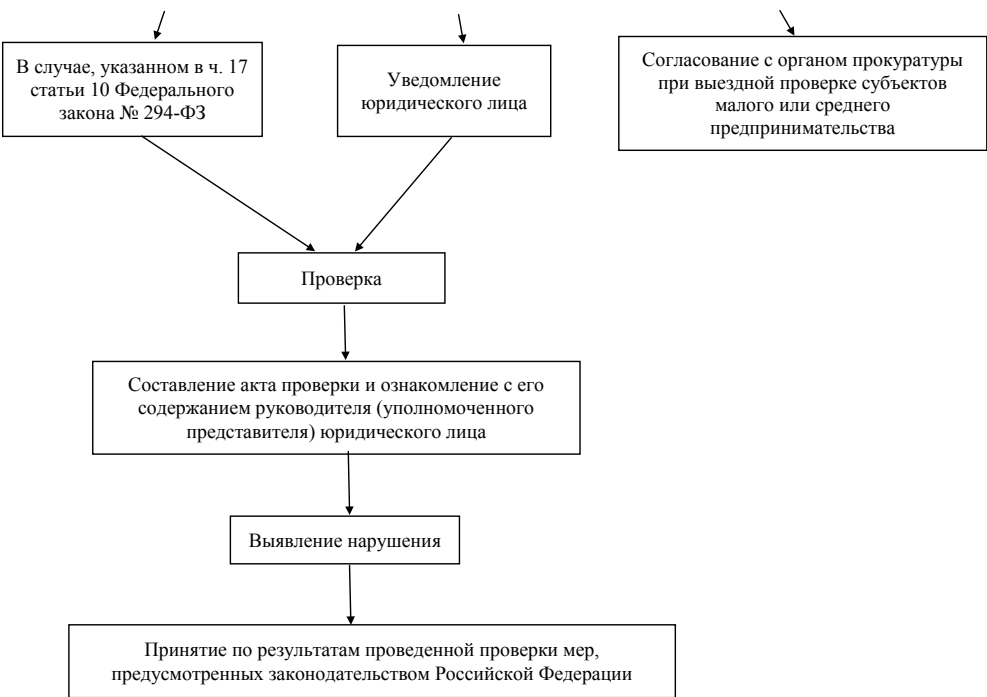 В случае, указанном в ч. 17
статьи 10 Федерального
закона № 294-ФЗ
Уведомление
юридического лица
Согласование с органом прокуратуры
при выездной проверке субъектов
малого или среднего
предпринимательства
Проверка
Составление акта проверки и ознакомление с его
содержанием руководителя (уполномоченного
представителя) юридического лица
Выявление нарушения
Принятие по результатам проведенной проверки мер,
предусмотренных законодательством Российской Федерации